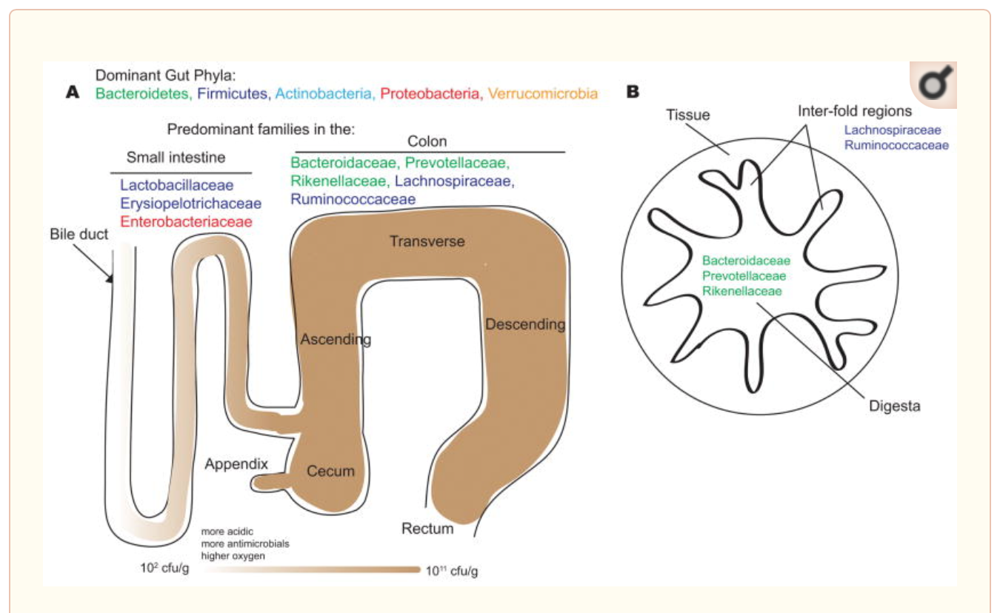 A
Dominant Gut Phyla:
Bacteroidetes, Firmicutes, Actinobacteria, Proteobacteria, Verrucomicrobia
Predominant families in the:
Small intestine
Lactobacillaceae
Erysiopelotrichaceae
Enterobacteriaceae
Colon
Bacteroidaceae, Prevotellaceae,
Rikenellaceae, Lachnospiraceae,
Ruminococcaceae
Bile duct
Transverse
Ascending
Descending
Appendix
Cecum
Rectum
more acidic
more antimicrobials
higher oxygen
10² cfu/g
10¹¹ cfu/g
B
Tissue
Inter-fold regions
Lachnospiraceae
Ruminococcaceae
Bacteroidaceae
Prevotellaceae
Rikenellaceae
Digesta